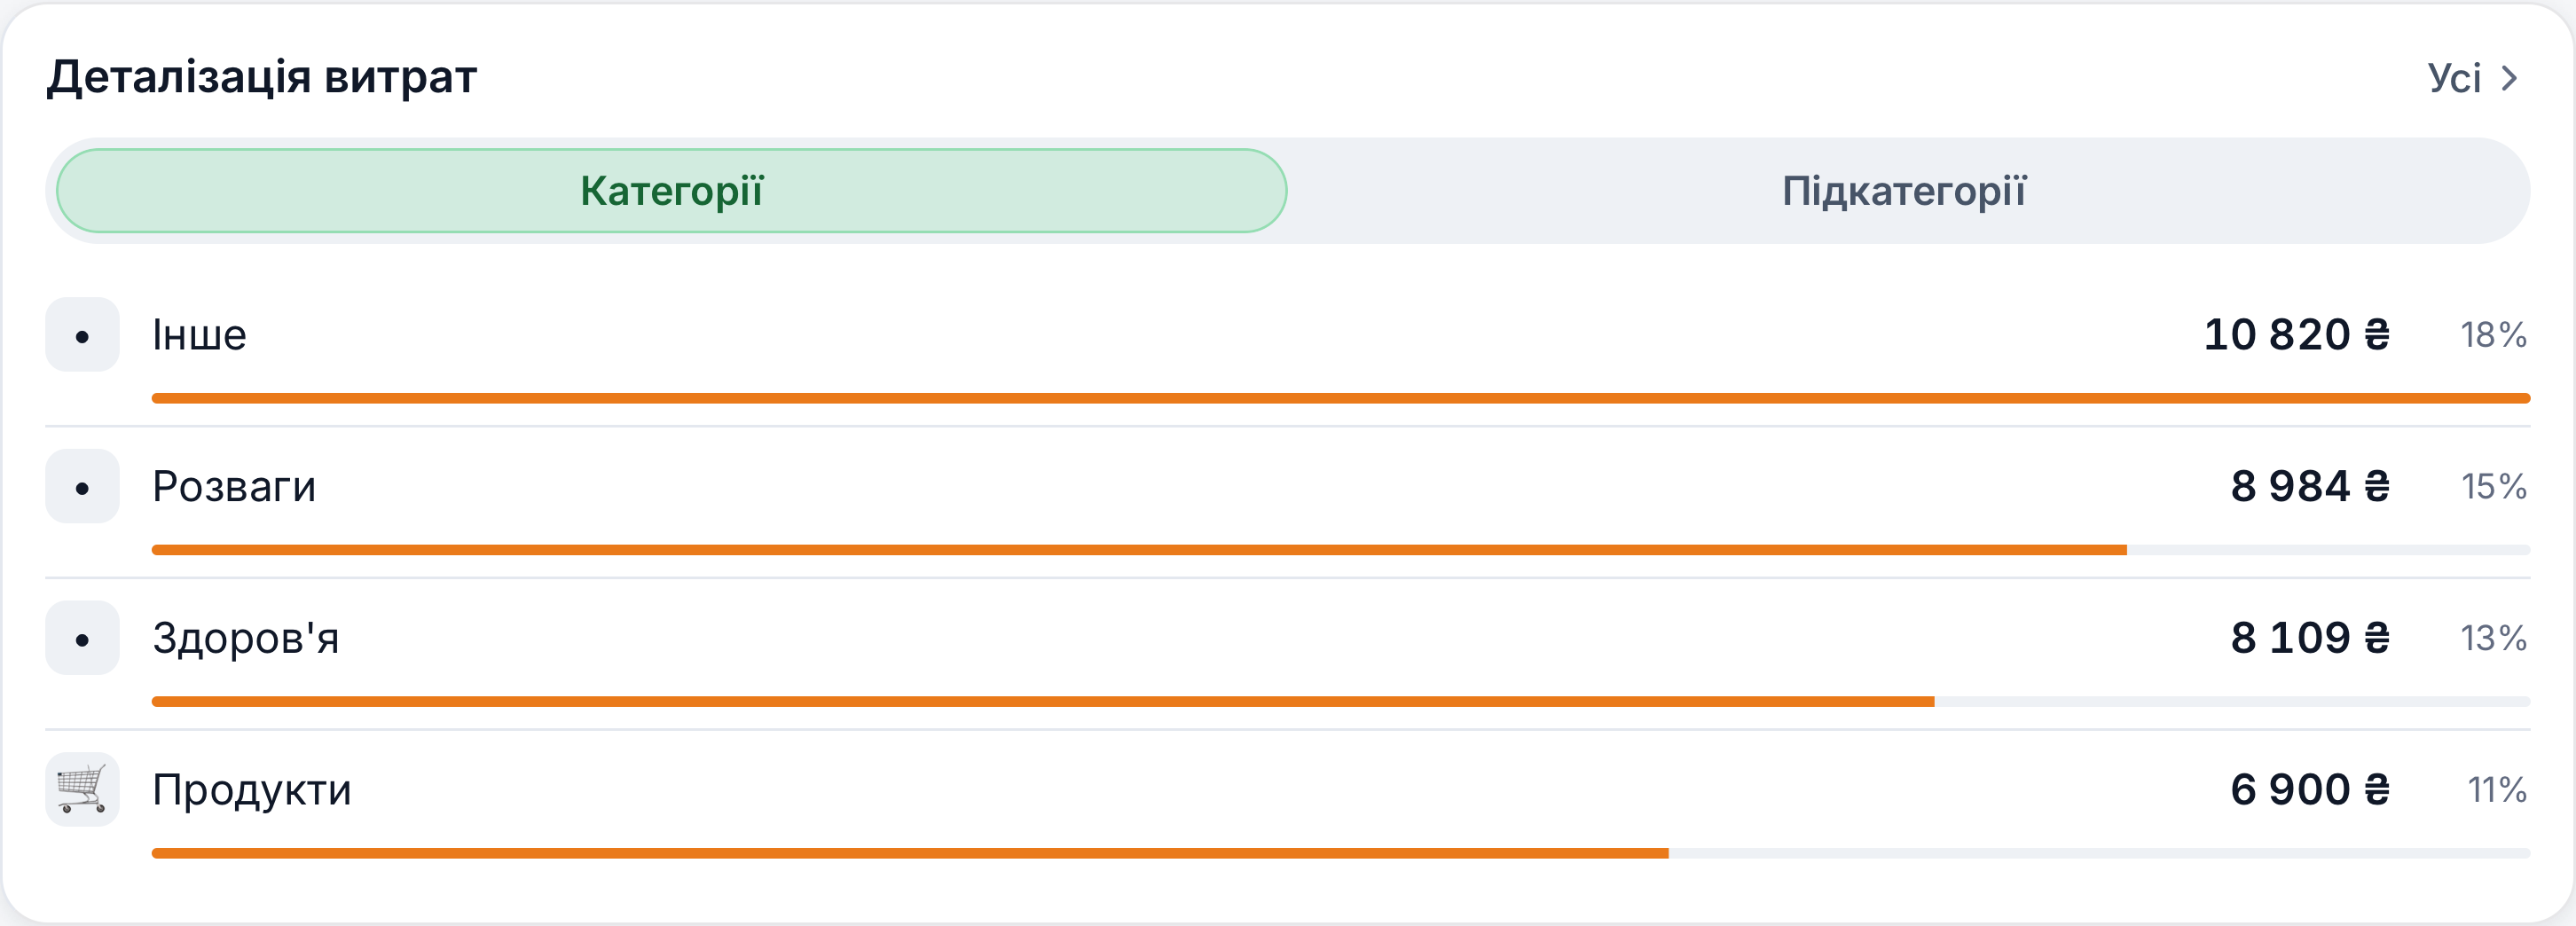 Деталізація витрат
Усі
Категорії
Підкатегорії
Інше 10 820 ₴ 18%
Розваги 8 984 ₴ 15%
Здоров'я 8 109 ₴ 13%
Продукти 6 900 ₴ 11%